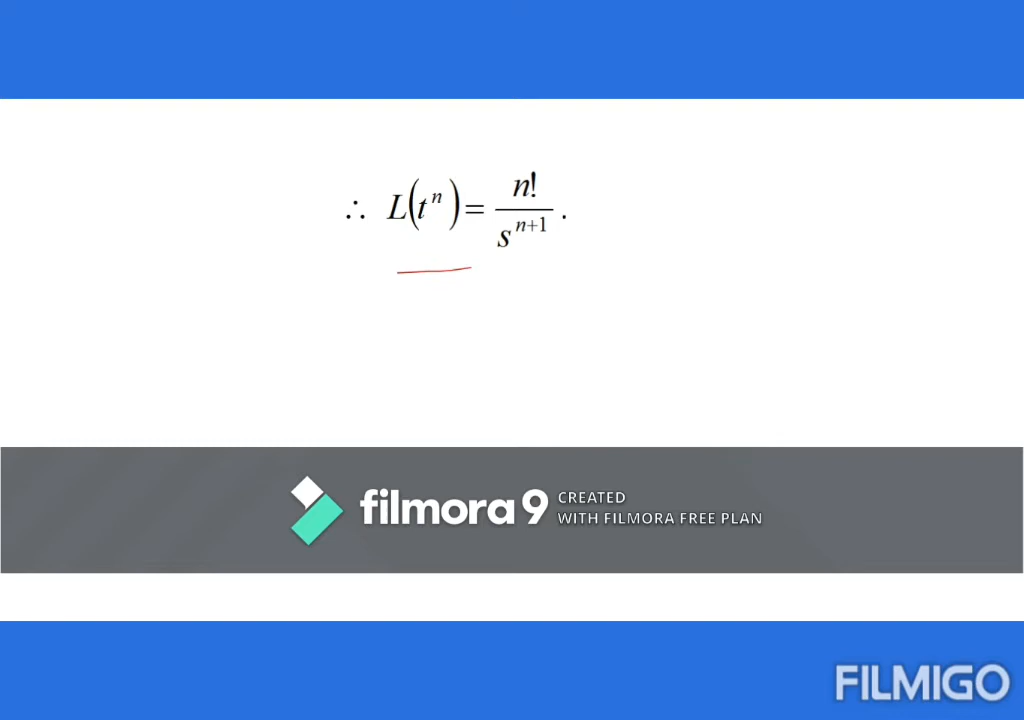 ∴ L(tⁿ) = n! / sⁿ⁺¹ .
filmora 9 CREATED
WITH FILMORA FREE PLAN
FILMIGO